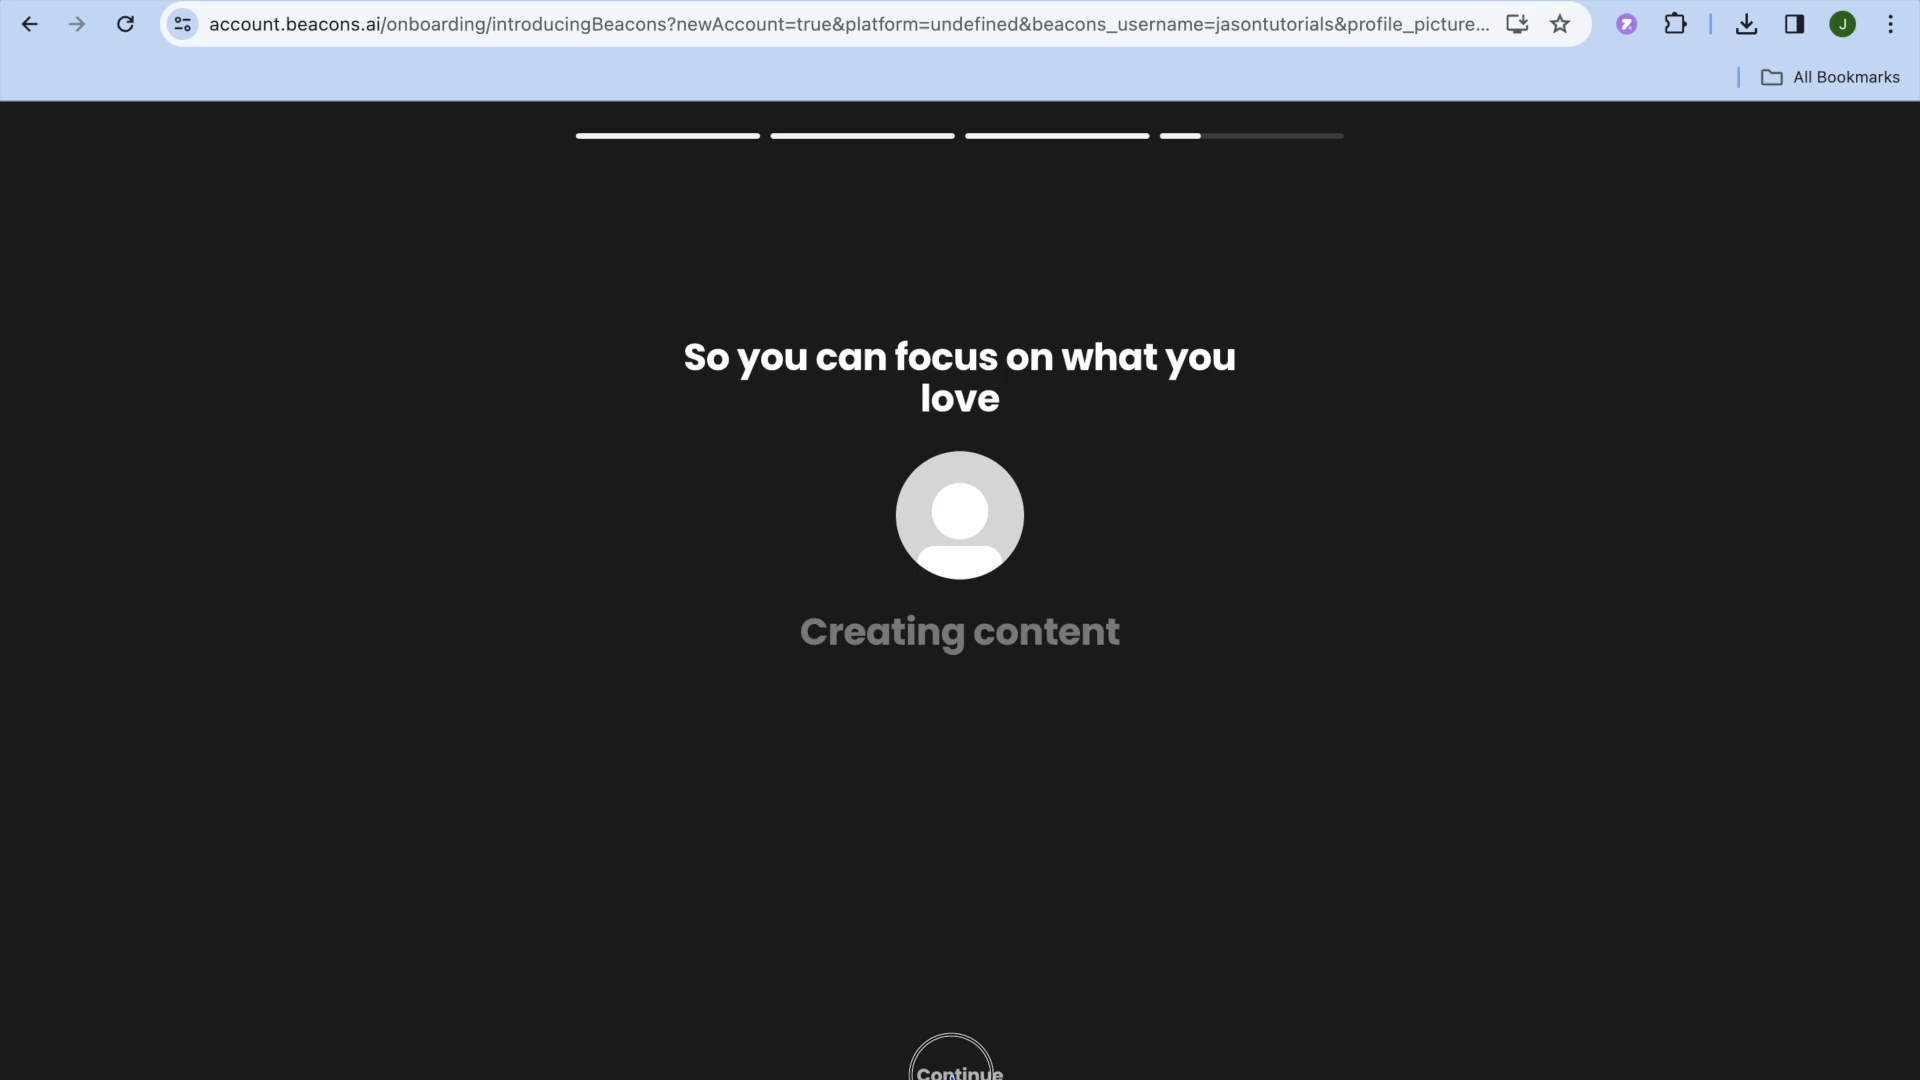 account.beacons.ai/onboarding/introducingBeacons?newAccount=true&platform=undefined&beacons_username=jasontutorials&profile_picture...
J
All Bookmarks
So you can focus on what you
love
Creating content
Continue